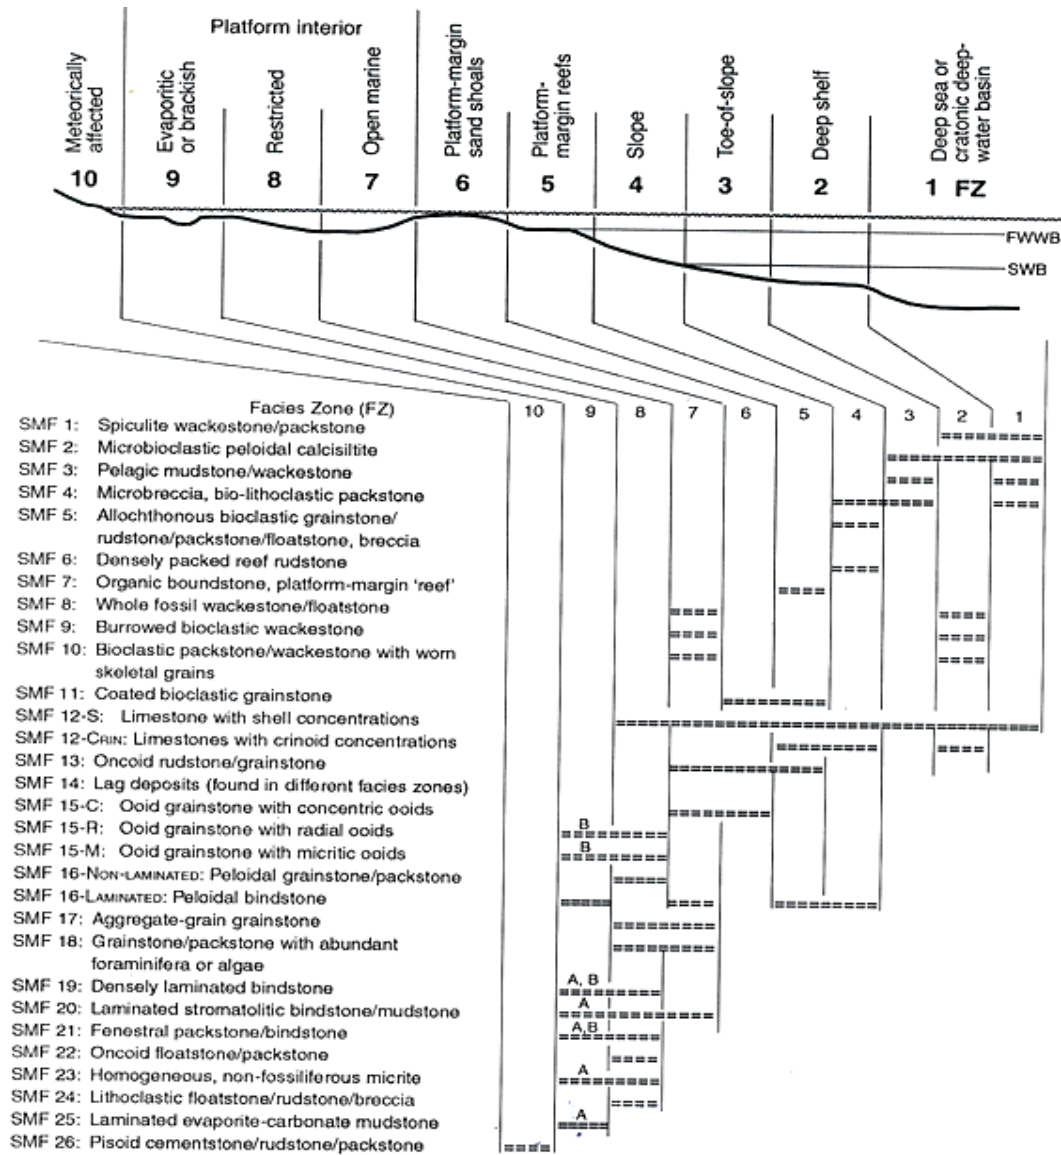 Platform interior
Meteorically
affected
10
Evaporitic
or brackish
9
Restricted
8
Open marine
7
Platform-margin
sand shoals
6
Platform-
margin reefs
5
Slope
4
Toe-of-slope
3
Deep shelf
2
Deep sea or
cratonic deep-
water basin
1 FZ
FWWB
SWB
Facies Zone (FZ) 10 9 8 7 6 5 4 3 2 1
SMF 1: Spiculite wackestone/packstone
SMF 2: Microbioclastic peloidal calcisiltite
SMF 3: Pelagic mudstone/wackestone
SMF 4: Microbreccia, bio-lithoclastic packstone
SMF 5: Allochthonous bioclastic grainstone/
rudstone/packstone/floatstone, breccia
SMF 6: Densely packed reef rudstone
SMF 7: Organic boundstone, platform-margin 'reef'
SMF 8: Whole fossil wackestone/floatstone
SMF 9: Burrowed bioclastic wackestone
SMF 10: Bioclastic packstone/wackestone with worn
skeletal grains
SMF 11: Coated bioclastic grainstone
SMF 12-S: Limestone with shell concentrations
SMF 12-CRIN: Limestones with crinoid concentrations
SMF 13: Oncoid rudstone/grainstone
SMF 14: Lag deposits (found in different facies zones)
SMF 15-C: Ooid grainstone with concentric ooids
SMF 15-R: Ooid grainstone with radial ooids B
SMF 15-M: Ooid grainstone with micritic ooids B
SMF 16-NON-LAMINATED: Peloidal grainstone/packstone
SMF 16-LAMINATED: Peloidal bindstone
SMF 17: Aggregate-grain grainstone
SMF 18: Grainstone/packstone with abundant
foraminifera or algae
SMF 19: Densely laminated bindstone A, B
SMF 20: Laminated stromatolitic bindstone/mudstone A
SMF 21: Fenestral packstone/bindstone A,B
SMF 22: Oncoid floatstone/packstone
SMF 23: Homogeneous, non-fossiliferous micrite A
SMF 24: Lithoclastic floatstone/rudstone/breccia
SMF 25: Laminated evaporite-carbonate mudstone A
SMF 26: Pisoid cementstone/rudstone/packstone